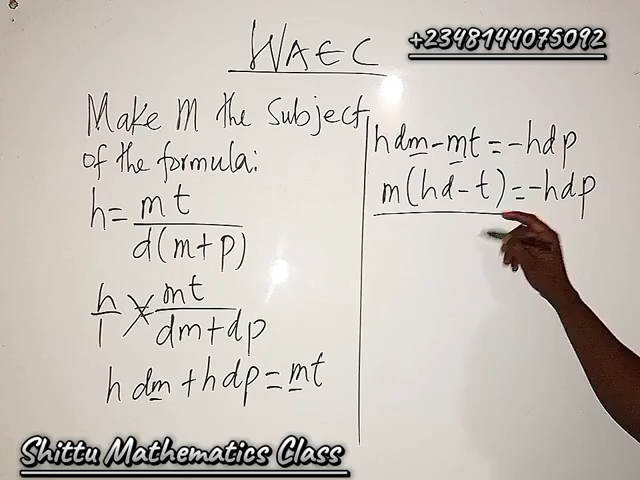 WAEC
+2348144075092
Make m the subject
of the formula:
h = mt / d(m+p)
h/1 = mt / dm+dp
hdm + hdp = mt
hdm - mt = -hdp
m(hd - t) = -hdp
Shittu Mathematics Class